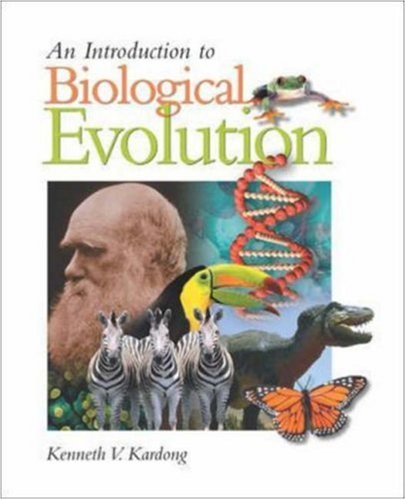 An Introduction to
Biological
Evolution
Kenneth V. Kardong